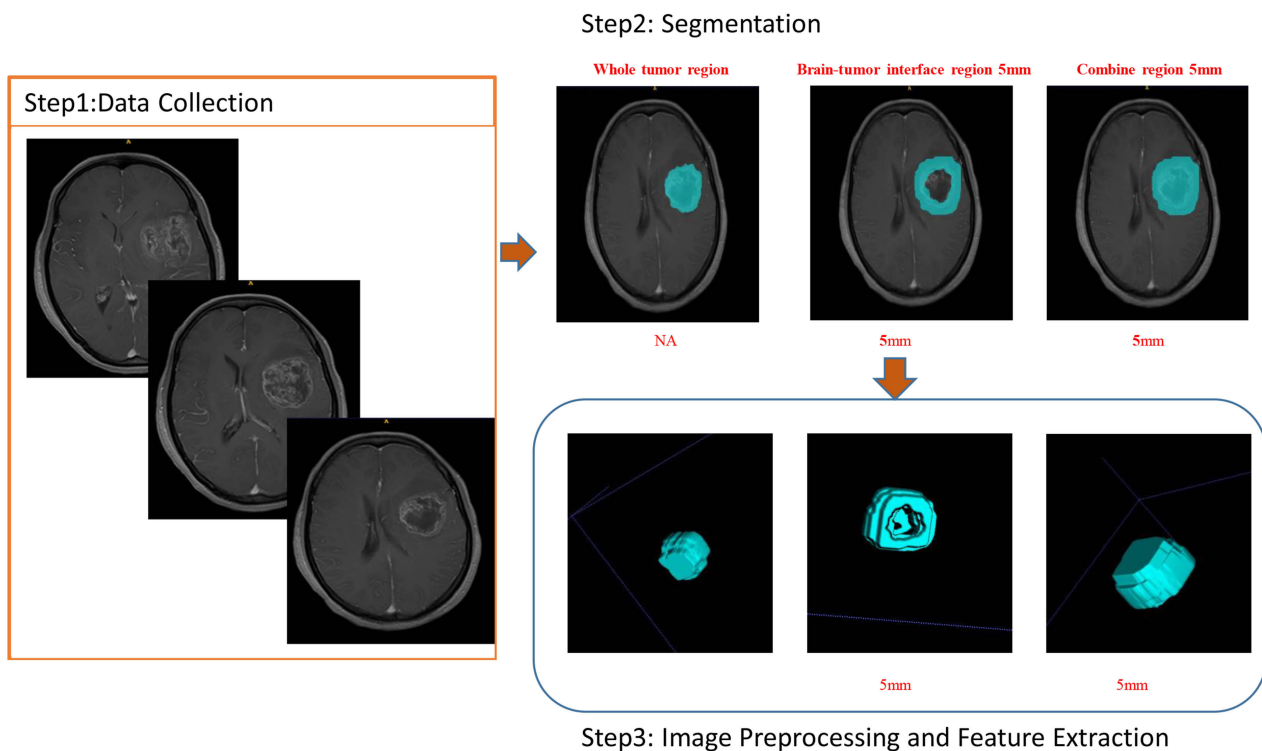 Step2: Segmentation
Step1:Data Collection
Whole tumor region
Brain-tumor interface region 5mm
Combine region 5mm
A
A
A
A
A
A
NA
5mm
5mm
5mm
5mm
Step3: Image Preprocessing and Feature Extraction